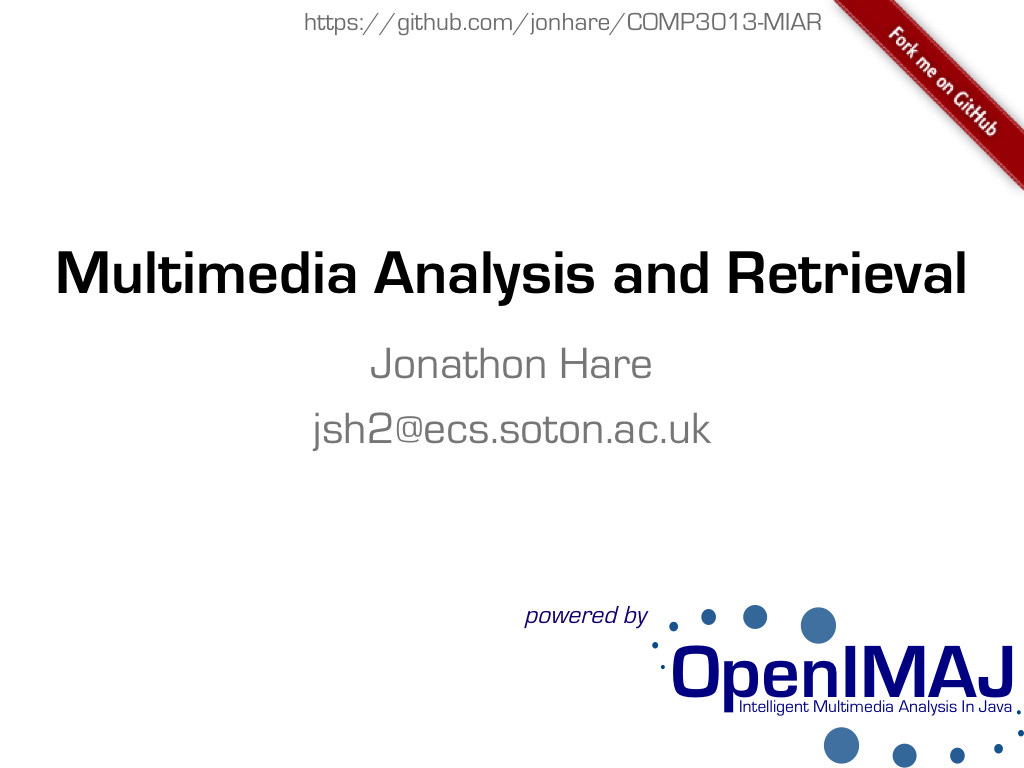 https://github.com/jonhare/COMP3013-MIAR
Fork me on GitHub
Multimedia Analysis and Retrieval
Jonathon Hare
jsh2@ecs.soton.ac.uk
powered by
OpenIMAJ
Intelligent Multimedia Analysis In Java